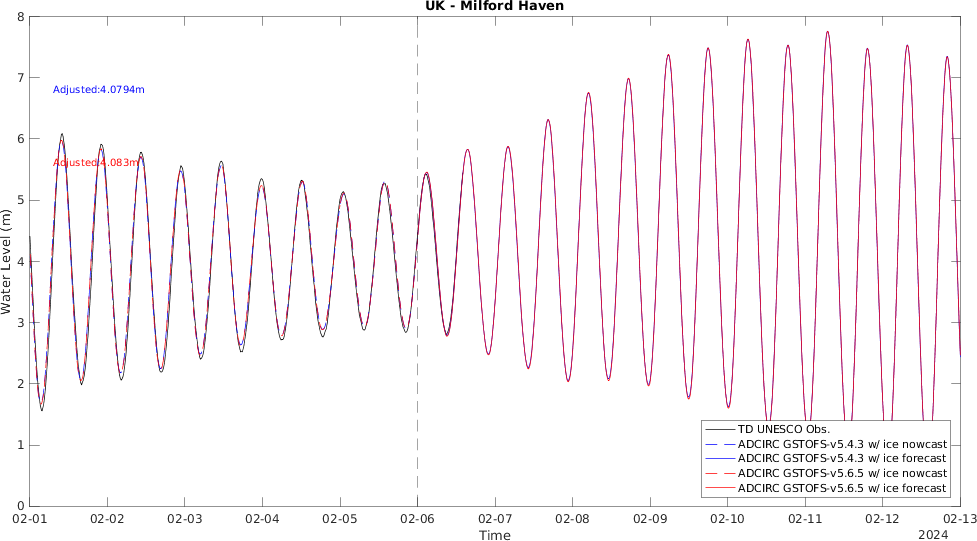 UK - Milford Haven
8
7
6
5
4
3
2
1
0
Water Level (m)
Adjusted:4.0794m
Adjusted:4.083m
TD UNESCO Obs.
ADCIRC GSTOFS-v5.4.3 w/ ice nowcast
ADCIRC GSTOFS-v5.4.3 w/ ice forecast
ADCIRC GSTOFS-v5.6.5 w/ ice nowcast
ADCIRC GSTOFS-v5.6.5 w/ ice forecast
02-01 02-02 02-03 02-04 02-05 02-06 02-07 02-08 02-09 02-10 02-11 02-12 02-13
Time
2024